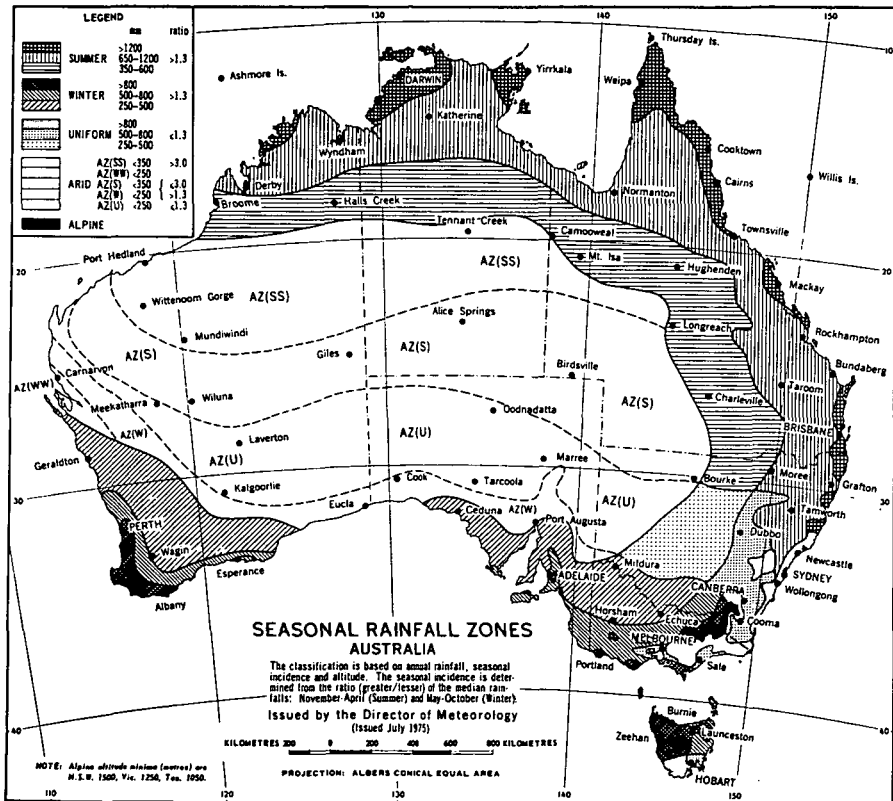 LEGEND
mm ratio
SUMMER >1200
650-1200 >1.3
350-600
WINTER >800
500-800 >1.3
250-500
UNIFORM >800
500-800 <1.3
250-500
ARID AZ(SS) <350 >3.0
AZ(WW) <250
AZ(S) <350 { <3.0
AZ(W) <250 } >1.3
AZ(U) <250 <1.3
ALPINE
130
140
150
10
Thursday Is.
Ashmore Is.
DARWIN
Yirrkala
Weipa
Katherine
Wyndham
Cooktown
Cairns
Willis Is.
Derby
Normanton
Broome
Halls Creek
Townsville
Tennant Creek
Camooweal
Port Hedland
Mt. Isa
Hughenden
20
20
AZ(SS)
AZ(SS)
Mackay
Wittenoom Gorge
Alice Springs
Longreach
Rockhampton
Mundiwindi
AZ(S)
Giles
AZ(S)
Birdsville
Bundaberg
Carnarvon
AZ(WW)
Taroom
Meekatharra
Wiluna
Oodnadatta
AZ(S)
Charleville
BRISBANE
AZ(W)
Laverton
AZ(U)
AZ(U)
Geraldton
Marree
Moree
Kalgoorlie
Cook
Tarcoola
Bourke
Grafton
30
30
Eucla
Ceduna
AZ(W)
AZ(U)
Tamworth
PERTH
Port Augusta
Dubbo
Wagin
Mildura
Newcastle
Esperance
ADELAIDE
CANBERRA
SYDNEY
Wollongong
Albany
Horsham
Echuca
Cooma
MELBOURNE
Portland
Sale
SEASONAL RAINFALL ZONES
AUSTRALIA
The classification is based on annual rainfall, seasonal
incidence and altitude. The seasonal incidence is deter-
mined from the ratio (greater/lesser) of the median rain-
falls: November-April (Summer) and May-October (Winter).
Issued by the Director of Meteorology
(Issued July 1975)
Burnie
Zeehan
Launceston
HOBART
40
40
KILOMETRES 200 0 200 400 600 800 KILOMETRES
PROJECTION: ALBERS CONICAL EQUAL AREA
NOTE: Alpine altitude minima (metres) are
N.S.W. 1500, Vic. 1250, Tas. 1050.
110
120
130
140
150